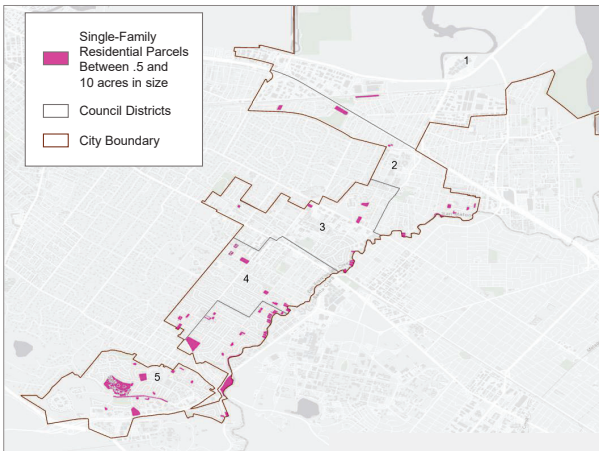 Single-Family
Residential Parcels
Between .5 and
10 acres in size
Council Districts
City Boundary
1
2
3
4
5